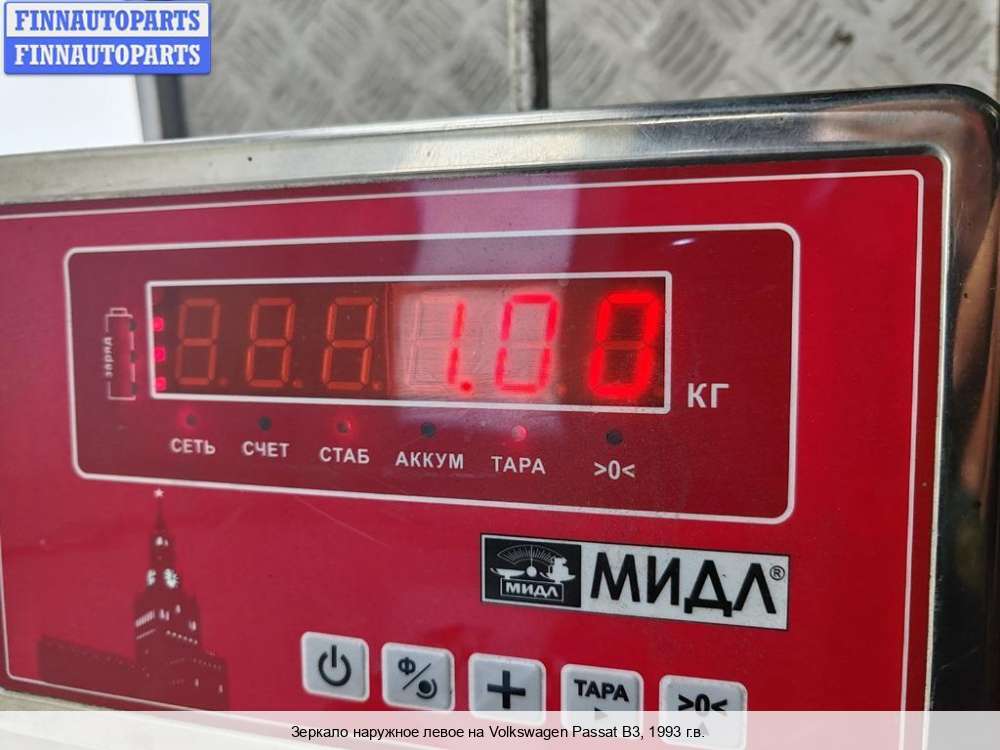 FINNAUTOPARTS
FINNAUTOPARTS
заряд
1.00 КГ
СЕТЬ СЧЕТ СТАБ АККУМ ТАРА >0<
МИДЛ МИДЛ®
Ф/
+
ТАРА
>0<
Зеркало наружное левое на Volkswagen Passat B3, 1993 г.в.